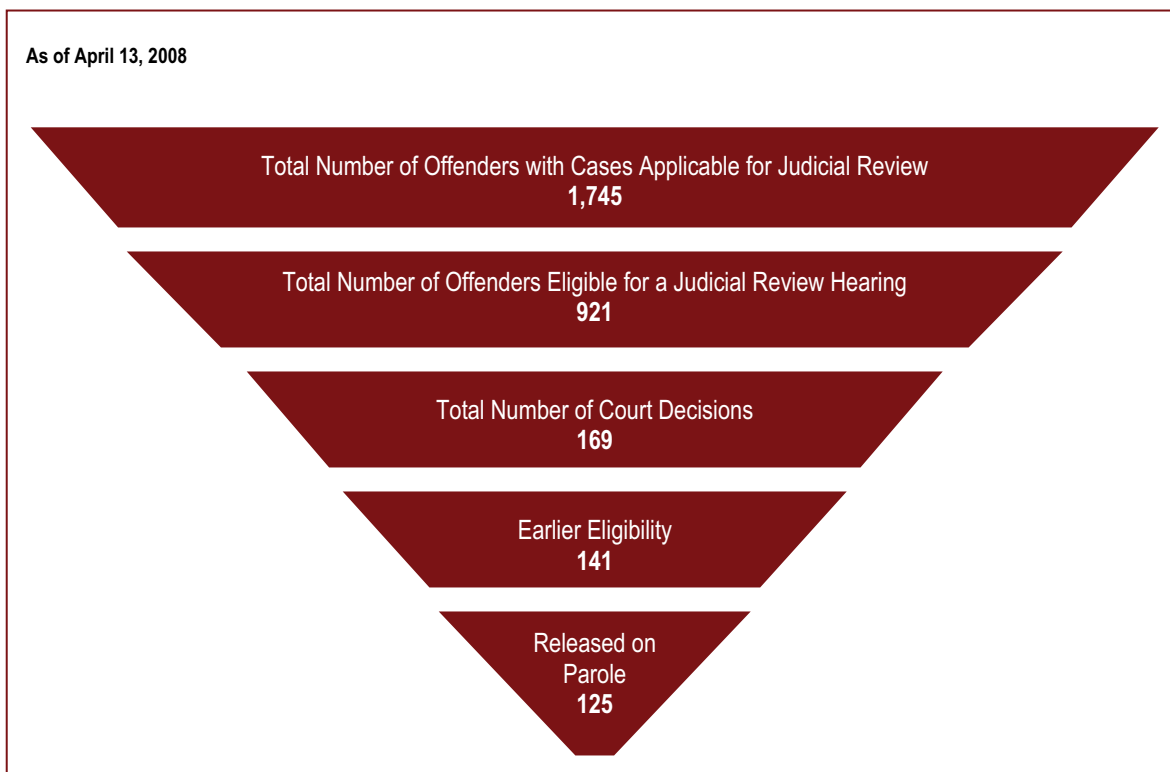 As of April 13, 2008
Total Number of Offenders with Cases Applicable for Judicial Review
1,745
Total Number of Offenders Eligible for a Judicial Review Hearing
921
Total Number of Court Decisions
169
Earlier Eligibility
141
Released on
Parole
125